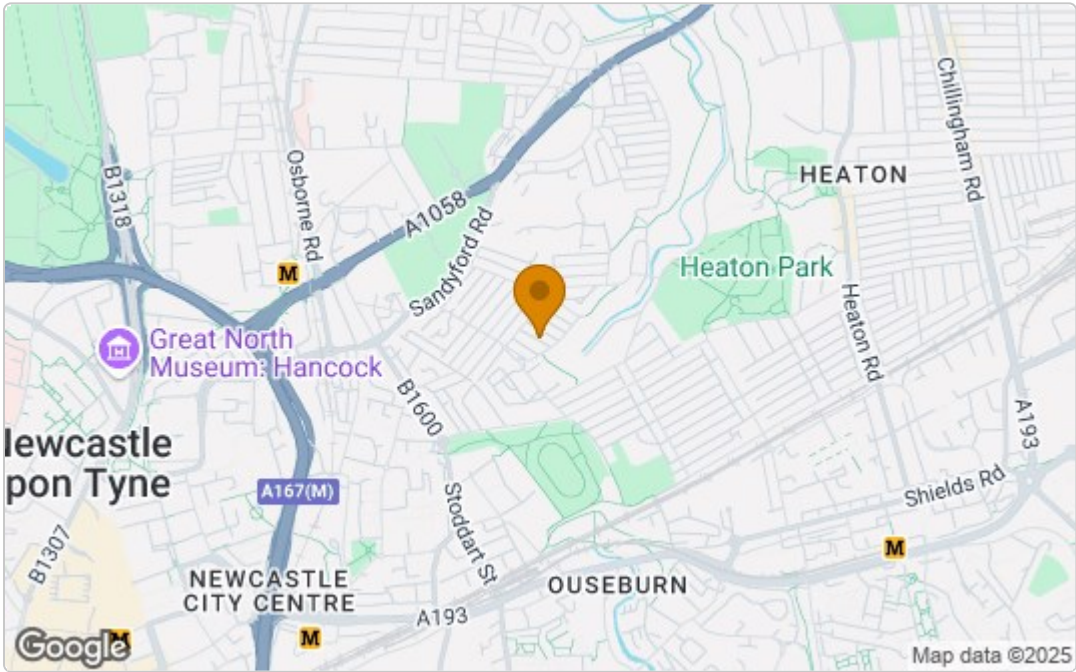 Chillingham Rd
Osborne Rd
B1318
HEATON
A1058
Sandyford Rd
Heaton Park
Heaton Rd
Great North
Museum: Hancock
B1600
A193
ewcastle
pon Tyne
A167(M)
Shields Rd
Stoddart St
B1307
NEWCASTLE
CITY CENTRE
OUSEBURN
A193
M
M
M
M
Google
Map data ©2025